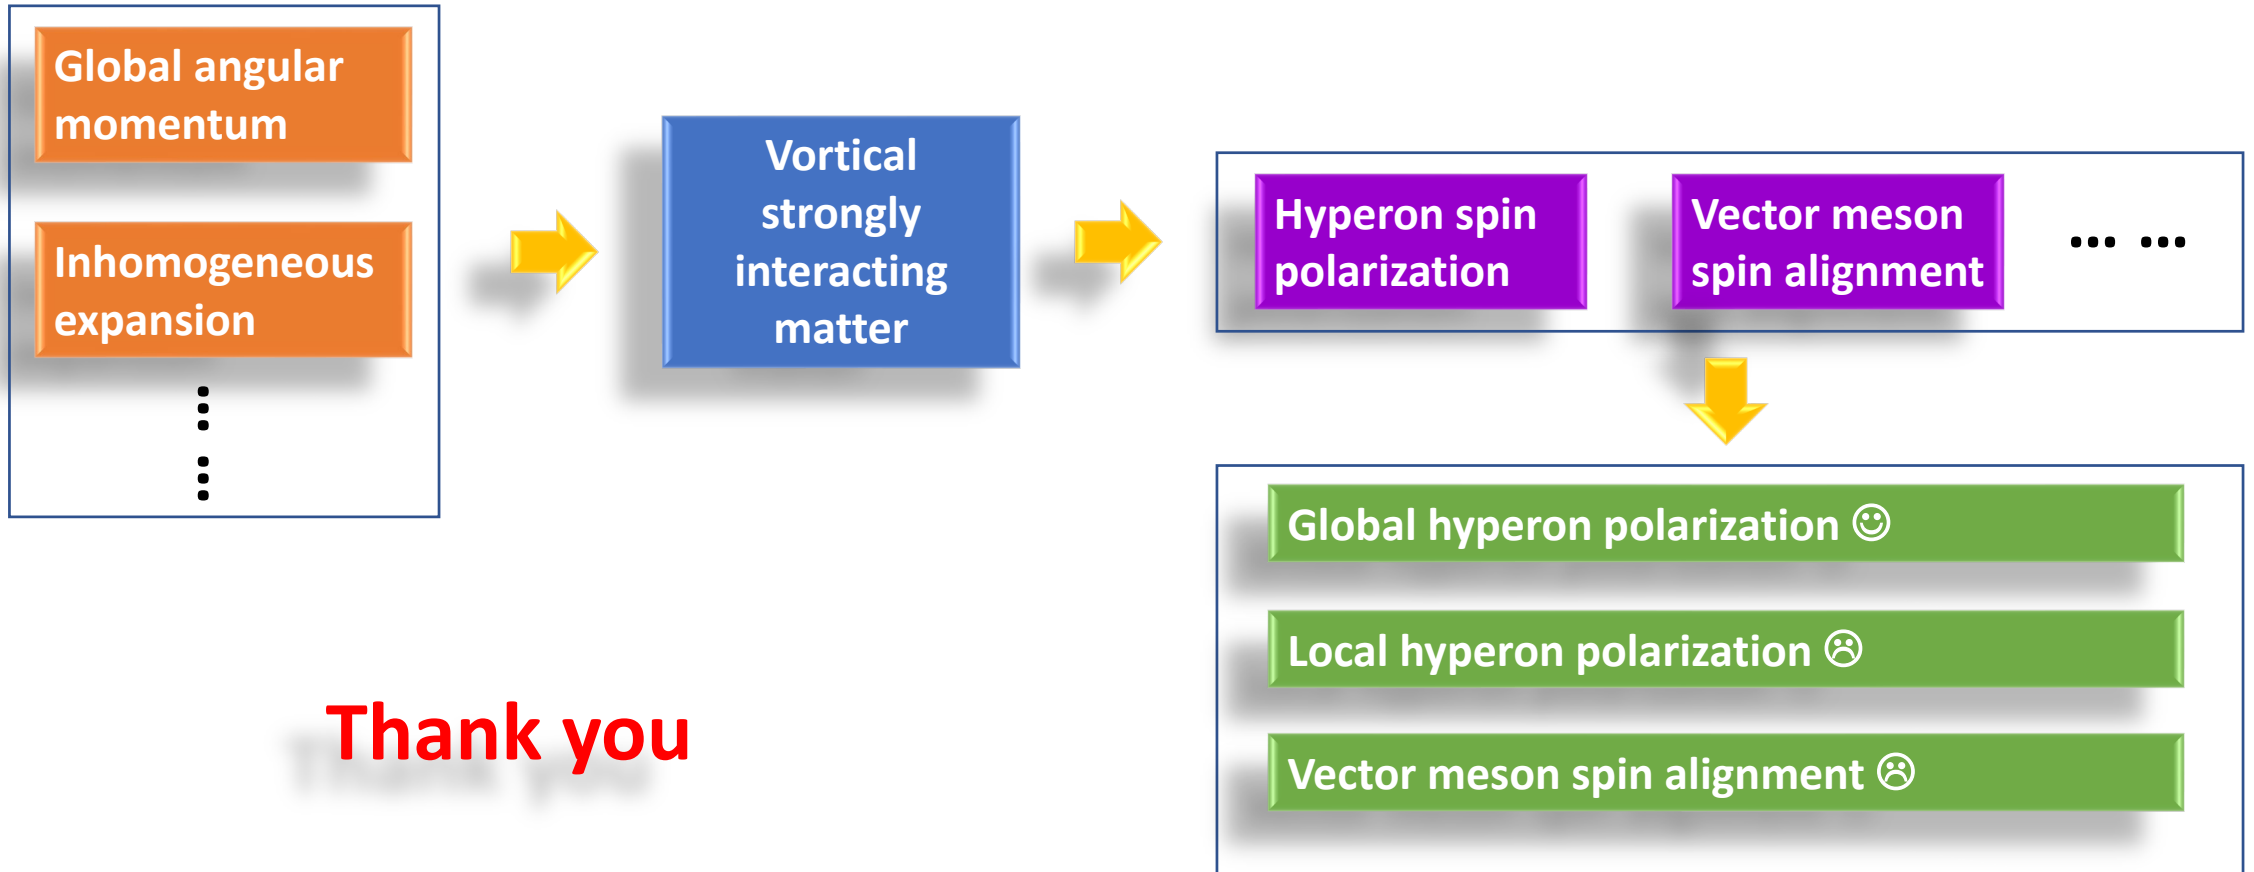 Global angular
momentum
Inhomogeneous
expansion
... ...
Vortical
strongly
interacting
matter
Hyperon spin
polarization
Vector meson
spin alignment
... ...
Global hyperon polarization ☺
Local hyperon polarization ☹
Vector meson spin alignment ☹
Thank you